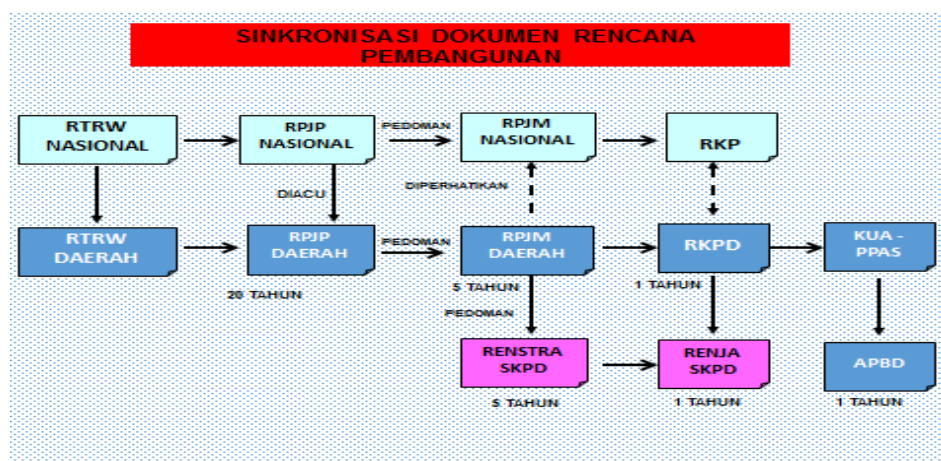 SINKRONISASI DOKUMEN RENCANA
PEMBANGUNAN
RTRW
NASIONAL
RPJP
NASIONAL
PEDOMAN
RPJM
NASIONAL
RKP
DIACU
DIPERHATIKAN
RTRW
DAERAH
RPJP
DAERAH
PEDOMAN
RPJM
DAERAH
RKPD
KUA -
PPAS
20 TAHUN
5 TAHUN
1 TAHUN
PEDOMAN
RENSTRA
SKPD
RENJA
SKPD
APBD
5 TAHUN
1 TAHUN
1 TAHUN